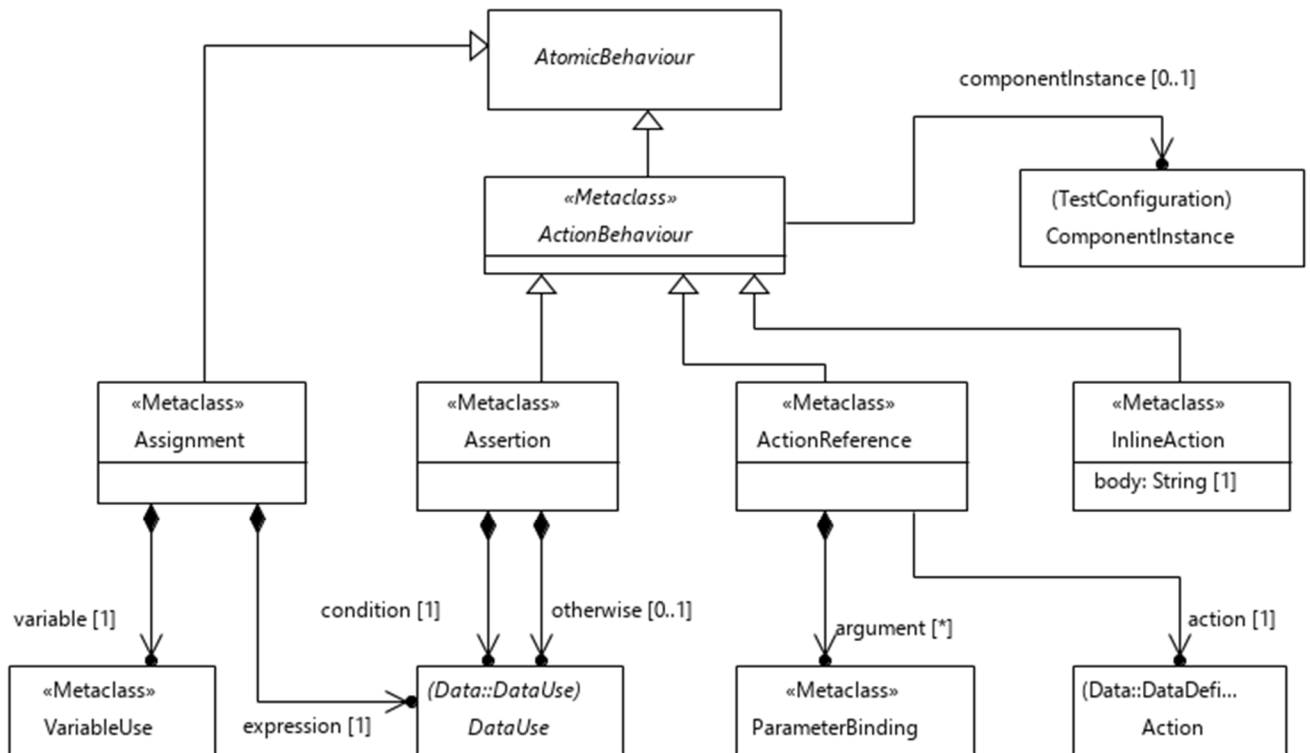 AtomicBehaviour
componentInstance [0..1]
«Metaclass»
ActionBehaviour
(TestConfiguration)
ComponentInstance
«Metaclass»
Assignment
«Metaclass»
Assertion
«Metaclass»
ActionReference
«Metaclass»
InlineAction
body: String [1]
variable [1]
condition [1]
otherwise [0..1]
argument [*]
action [1]
«Metaclass»
VariableUse
expression [1]
(Data::DataUse)
DataUse
«Metaclass»
ParameterBinding
(Data::DataDefi...
Action